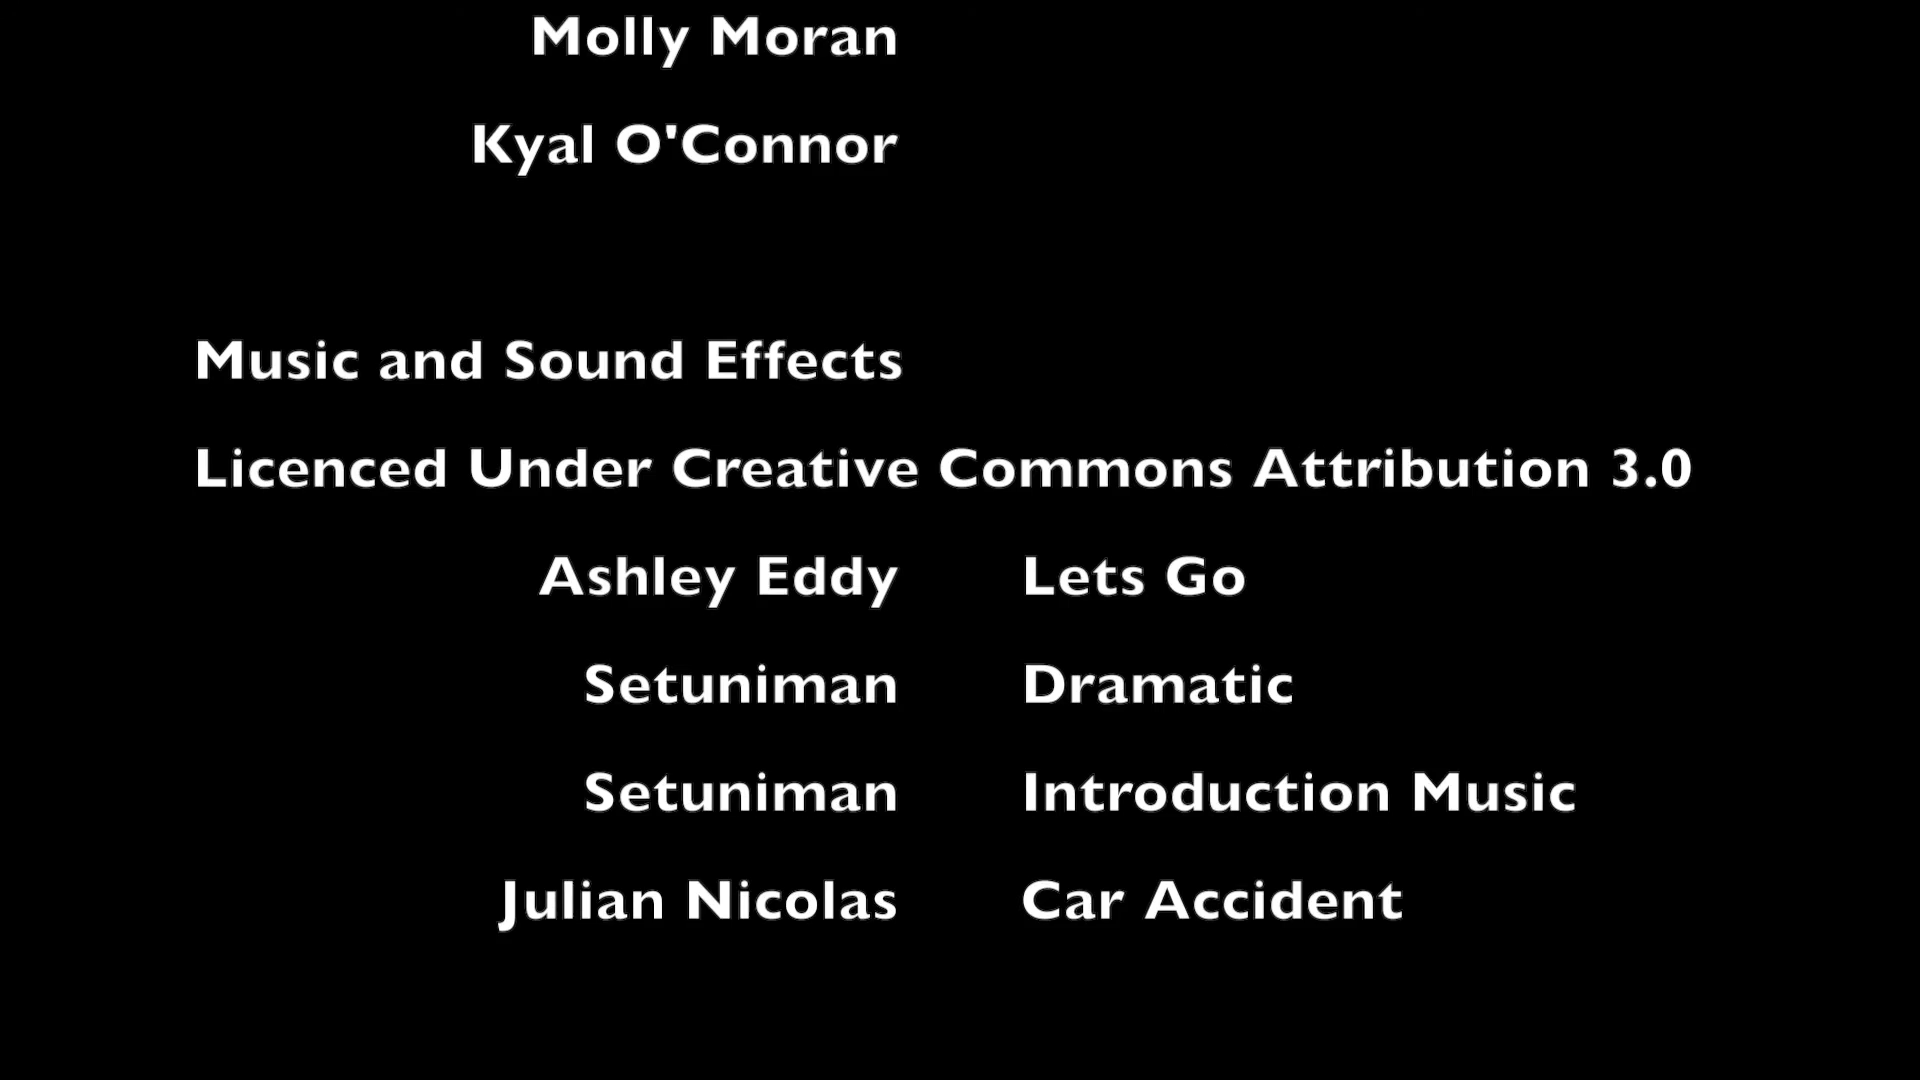 Molly Moran
Kyal O'Connor
Music and Sound Effects
Licenced Under Creative Commons Attribution 3.0
Ashley Eddy Lets Go
Setuniman Dramatic
Setuniman Introduction Music
Julian Nicolas Car Accident